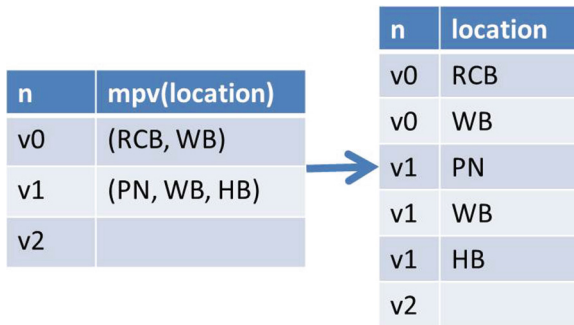 n mpv(location)
v0 (RCB, WB)
v1 (PN, WB, HB)
v2
n location
v0 RCB
v0 WB
v1 PN
v1 WB
v1 HB
v2